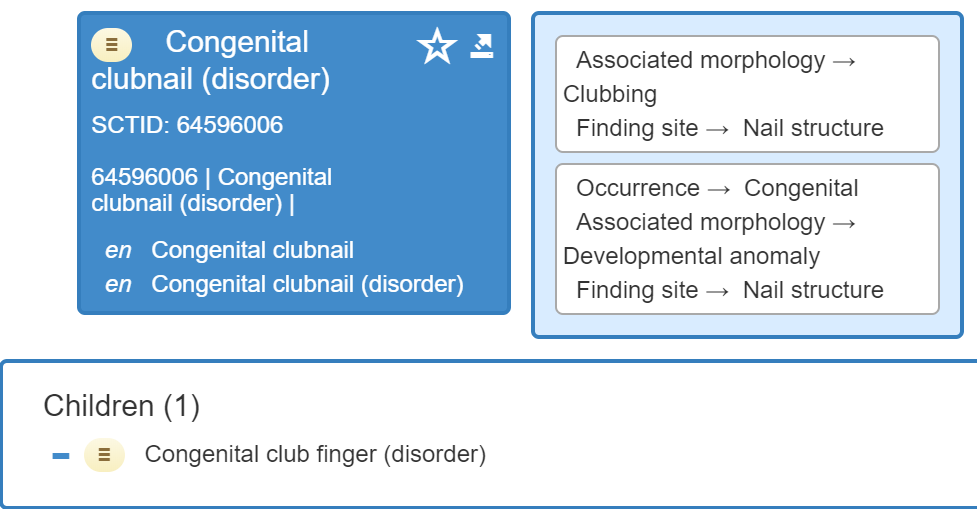 Congenital
clubnail (disorder)
SCTID: 64596006
64596006 | Congenital
clubnail (disorder) |
en Congenital clubnail
en Congenital clubnail (disorder)
Associated morphology →
Clubbing
Finding site → Nail structure
Occurrence → Congenital
Associated morphology →
Developmental anomaly
Finding site → Nail structure
Children (1)
Congenital club finger (disorder)